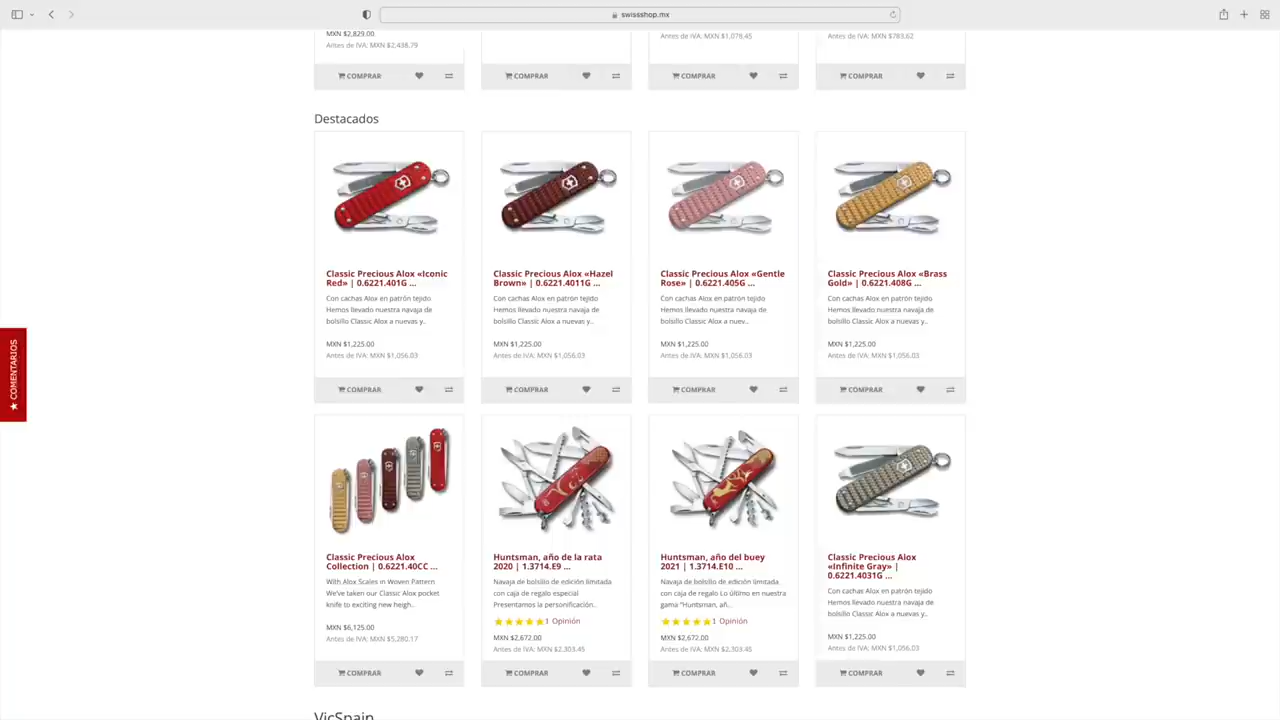 swissshop.mx
MXN $2,829.00
Antes de IVA: MXN $2,438.79
Antes de IVA: MXN $1,078.45
Antes de IVA: MXN $783.62
COMPRAR
COMPRAR
COMPRAR
COMPRAR
Destacados
Classic Precious Alox «Iconic
Red» | 0.6221.401G ...
Con cachas Alox en patrón tejido
Hemos llevado nuestra navaja de
bolsillo Classic Alox a nuevas y..
MXN $1,225.00
Antes de IVA: MXN $1,056.03
COMPRAR
Classic Precious Alox «Hazel
Brown» | 0.6221.4011G ...
Con cachas Alox en patrón tejido
Hemos llevado nuestra navaja de
bolsillo Classic Alox a nuevas y..
MXN $1,225.00
Antes de IVA: MXN $1,056.03
COMPRAR
Classic Precious Alox «Gentle
Rose» | 0.6221.405G ...
Con cachas Alox en patrón tejido
Hemos llevado nuestra navaja de
bolsillo Classic Alox a nuev..
MXN $1,225.00
Antes de IVA: MXN $1,056.03
COMPRAR
Classic Precious Alox «Brass
Gold» | 0.6221.408G ...
Con cachas Alox en patrón tejido
Hemos llevado nuestra navaja de
bolsillo Classic Alox a nuevas y..
MXN $1,225.00
Antes de IVA: MXN $1,056.03
COMPRAR
★ COMENTARIOS
Classic Precious Alox
Collection | 0.6221.40CC ...
With Alox Scales in Woven Pattern
We've taken our Classic Alox pocket
knife to exciting new heigh..
MXN $6,125.00
Antes de IVA: MXN $5,280.17
COMPRAR
Huntsman, año de la rata
2020 | 1.3714.E9 ...
Navaja de bolsillo de edición limitada
con caja de regalo especial
Presentamos la personificación..
1 Opinión
MXN $2,672.00
Antes de IVA: MXN $2,303.45
COMPRAR
Huntsman, año del buey
2021 | 1.3714.E10 ...
Navaja de bolsillo de edición limitada
con caja de regalo Lo último en nuestra
gama "Huntsman, añ..
1 Opinión
MXN $2,672.00
Antes de IVA: MXN $2,303.45
COMPRAR
Classic Precious Alox
«Infinite Gray» |
0.6221.4031G ...
Con cachas Alox en patrón tejido
Hemos llevado nuestra navaja de
bolsillo Classic Alox a nuevas y..
MXN $1,225.00
Antes de IVA: MXN $1,056.03
COMPRAR
VicSpain